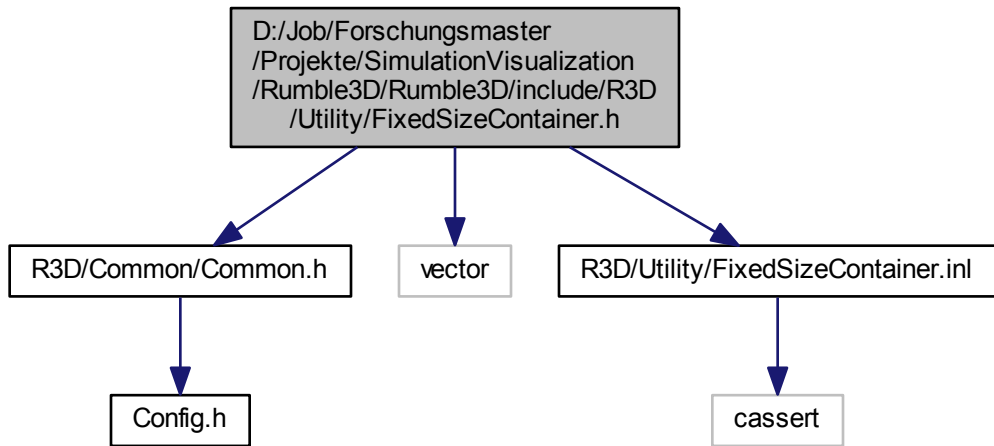 D:/Job/Forschungsmaster
/Projekte/SimulationVisualization
/Rumble3D/Rumble3D/include/R3D
/Utility/FixedSizeContainer.h
R3D/Common/Common.h
vector
R3D/Utility/FixedSizeContainer.inl
Config.h
cassert